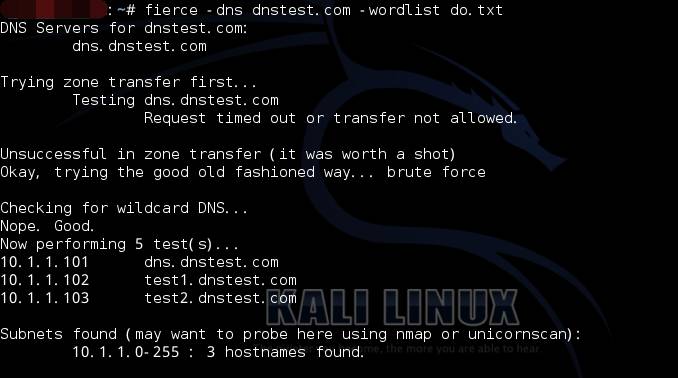 :~# fierce -dns dnstest.com -wordlist do.txt
DNS Servers for dnstest.com:
dns.dnstest.com
Trying zone transfer first...
Testing dns.dnstest.com
Request timed out or transfer not allowed.
Unsuccessful in zone transfer (it was worth a shot)
Okay, trying the good old fashioned way... brute force
Checking for wildcard DNS...
Nope. Good.
Now performing 5 test(s)...
10.1.1.101 dns.dnstest.com
10.1.1.102 test1.dnstest.com
10.1.1.103 test2.dnstest.com
KALI LINUX
Subnets found (may want to probe here using nmap or unicornscan):
10.1.1.0-255 : 3 hostnames found.
me, the more you are able to hear.